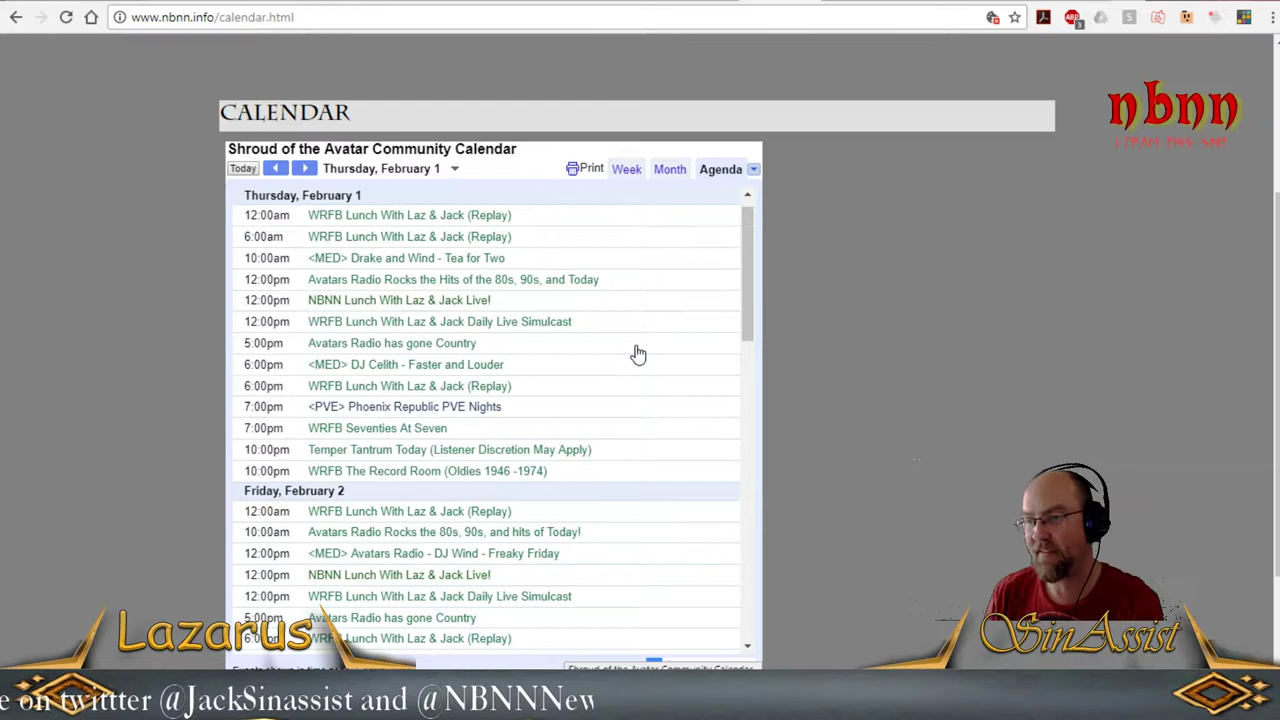 www.nbnn.info/calendar.html
CALENDAR
nbnn
Shroud of the Avatar Community Calendar
Today Thursday, February 1 Print Week Month Agenda
Thursday, February 1
12:00am WRFB Lunch With Laz & Jack (Replay)
6:00am WRFB Lunch With Laz & Jack (Replay)
10:00am <MED> Drake and Wind - Tea for Two
12:00pm Avatars Radio Rocks the Hits of the 80s, 90s, and Today
12:00pm NBNN Lunch With Laz & Jack Live!
12:00pm WRFB Lunch With Laz & Jack Daily Live Simulcast
5:00pm Avatars Radio has gone Country
6:00pm <MED> DJ Celith - Faster and Louder
6:00pm WRFB Lunch With Laz & Jack (Replay)
7:00pm <PVE> Phoenix Republic PVE Nights
7:00pm WRFB Seventies At Seven
10:00pm Temper Tantrum Today (Listener Discretion May Apply)
10:00pm WRFB The Record Room (Oldies 1946 -1974)
Friday, February 2
12:00am WRFB Lunch With Laz & Jack (Replay)
10:00am Avatars Radio Rocks the 80s, 90s, and hits of Today!
12:00pm <MED> Avatars Radio - DJ Wind - Freaky Friday
12:00pm NBNN Lunch With Laz & Jack Live!
12:00pm WRFB Lunch With Laz & Jack Daily Live Simulcast
5:00pm Avatars Radio has gone Country
Lunch With Laz & Jack (Replay)
Lazarus
SinAssist
Shroud of the Avatar Community Calendar
e on twittter @JackSinassist and @NBNNNew